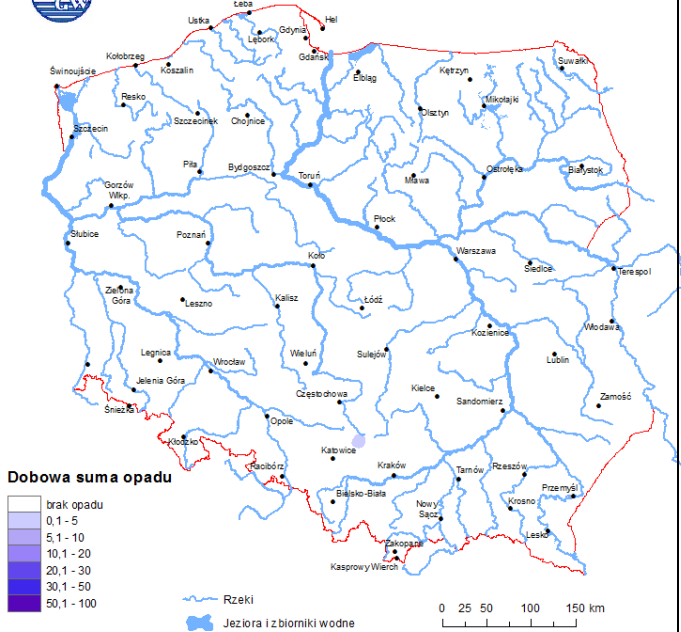 GW
Łeba
Ustka
Hel
Lębork
Gdynia
Gdańsk
Kołobrzeg
Koszalin
Świnoujście
Elbląg
Kętrzyn
Suwałki
Resko
Szczecinek
Chojnice
Olsztyn
Mikołajki
Szczecin
Piła
Bydgoszcz
Toruń
Mława
Ostrołęka
Białystok
Gorzów
Wlkp.
Płock
Słubice
Poznań
Koło
Warszawa
Siedlce
Terespol
Zielona
Góra
Leszno
Kalisz
Łódź
Kozienice
Włodawa
Legnica
Wrocław
Wieluń
Sulejów
Lublin
Jelenia Góra
Częstochowa
Kielce
Sandomierz
Zamość
Śnieżka
Opole
Kłodzko
Katowice
Racibórz
Kraków
Tarnów
Rzeszów
Przemyśl
Bielsko-Biała
Nowy
Sącz
Krosno
Lesko
Zakopane
Kasprowy Wierch
Dobowa suma opadu
brak opadu
0,1 - 5
5,1 - 10
10,1 - 20
20,1 - 30
30,1 - 50
50,1 - 100
Rzeki
Jeziora i zbiorniki wodne
0 25 50 100 150 km